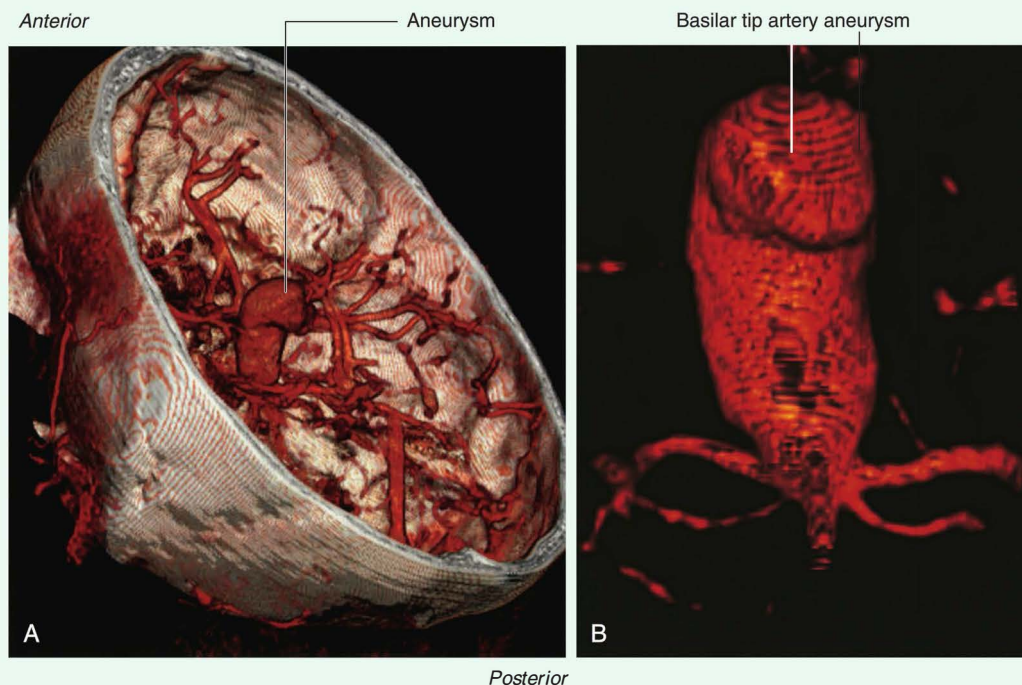 Anterior
Aneurysm
Basilar tip artery aneurysm
A
B
Posterior